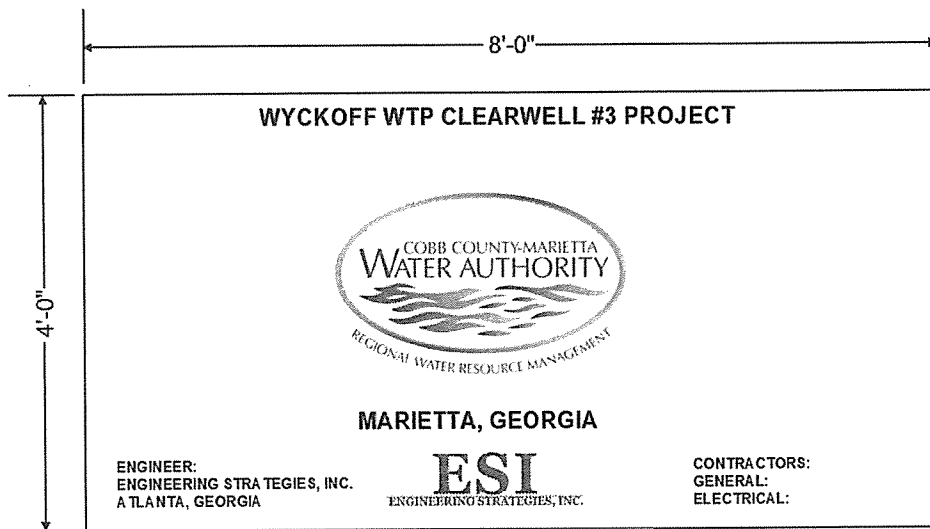 8'-0"
4'-0"
WYCKOFF WTP CLEARWELL #3 PROJECT
COBB COUNTY-MARIETTA
WATER AUTHORITY
REGIONAL WATER RESOURCE MANAGEMENT
MARIETTA, GEORGIA
ENGINEER:
ENGINEERING STRATEGIES, INC.
ATLANTA, GEORGIA
ESI
ENGINEERING STRATEGIES, INC.
CONTRACTORS:
GENERAL:
ELECTRICAL: